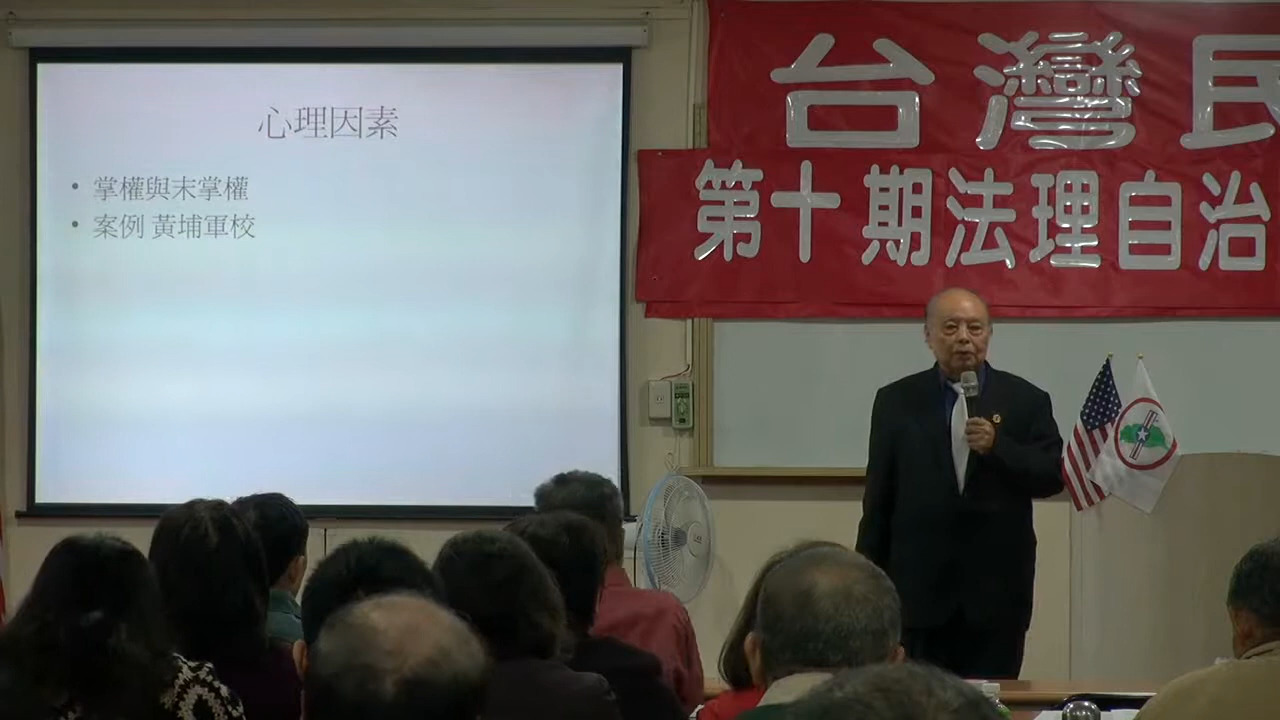 心理因素
• 掌權與末掌權
• 案例 黃埔軍校
台灣民
第十期法理自治